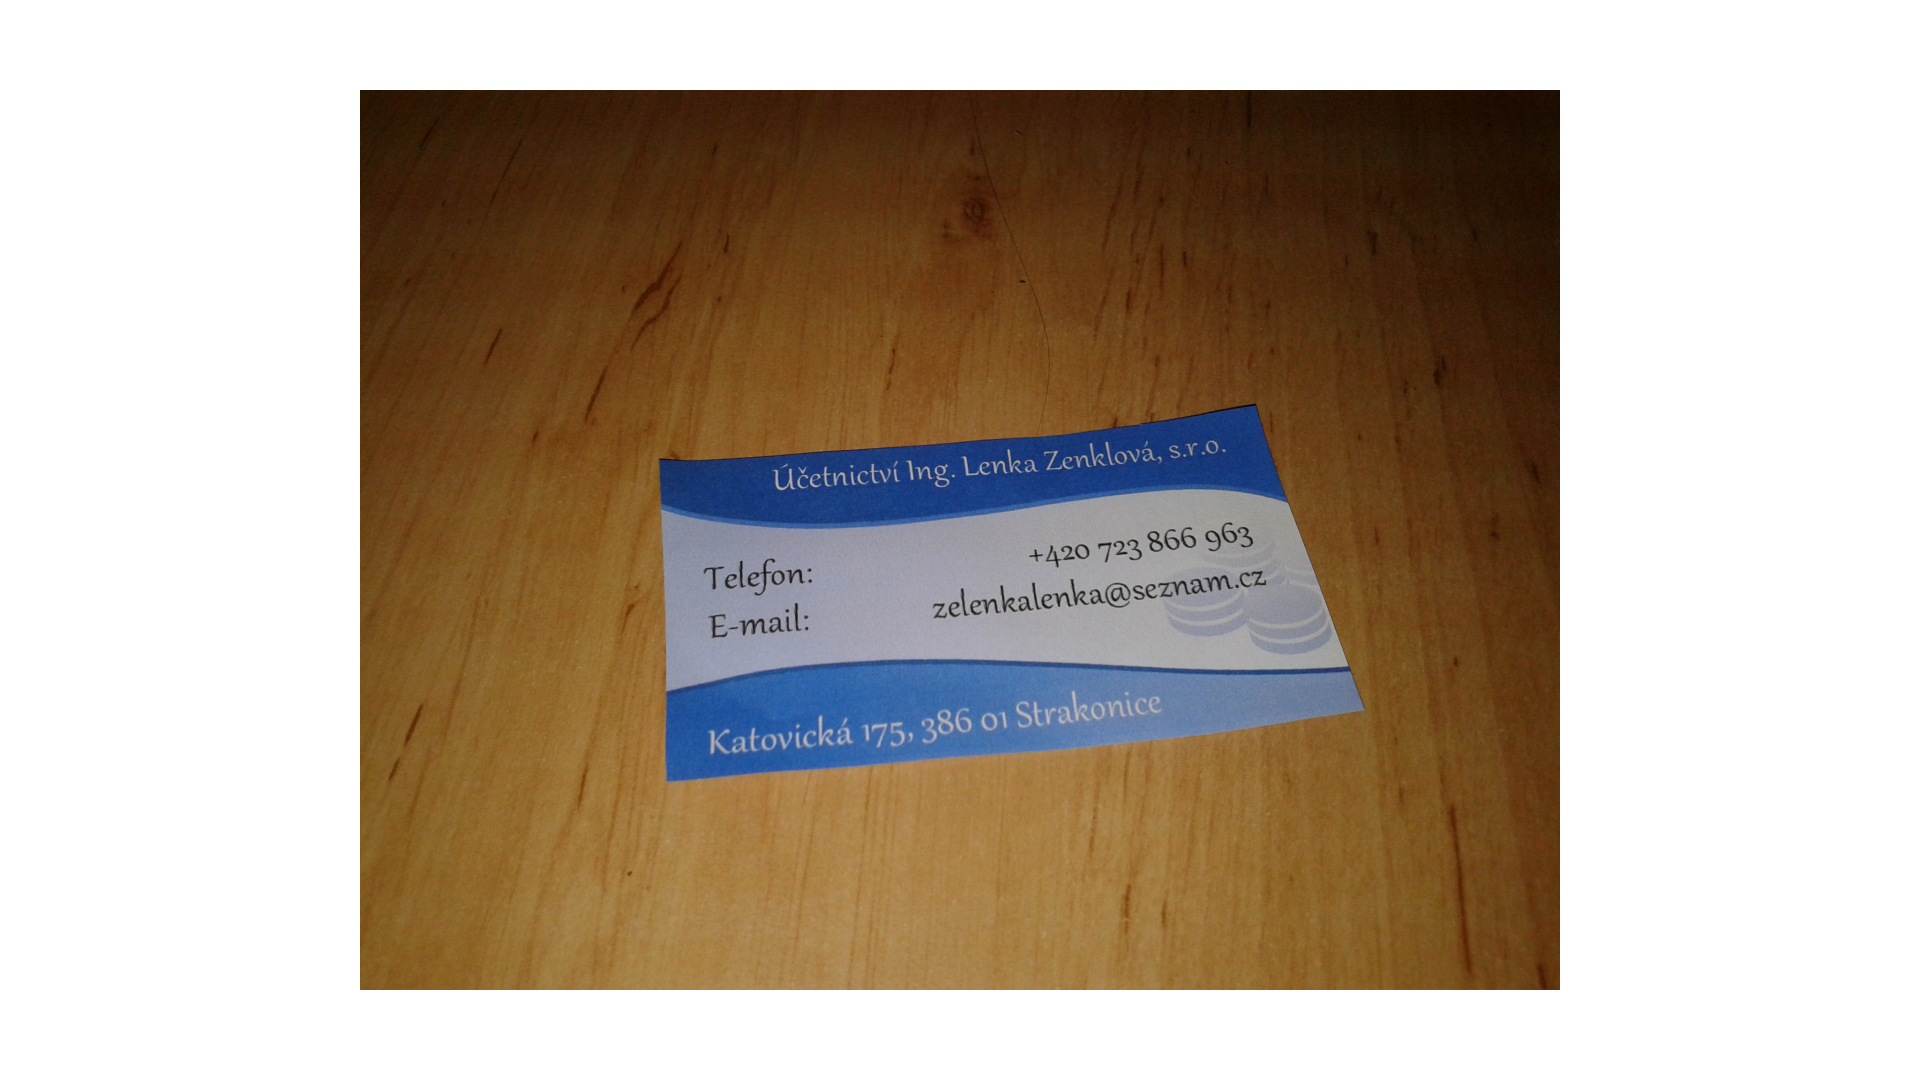 Účetnictví Ing. Lenka Zenklová, s.r.o.
Telefon: +420 723 866 963
E-mail: zelenkalenka@seznam.cz
Katovická 175, 386 01 Strakonice